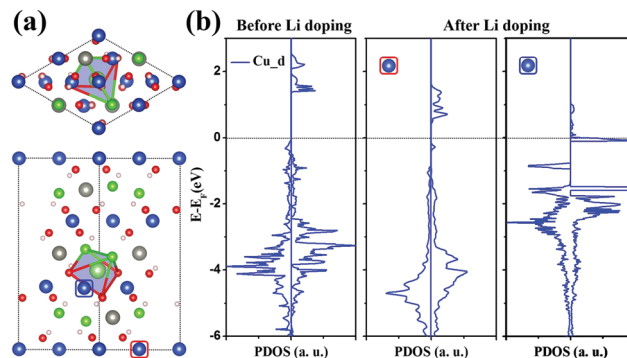 (a)
(b)
Before Li doping
After Li doping
Cu_d
2
0
-2
-4
-6
E-E_F(eV)
PDOS (a. u.)
PDOS (a. u.)
PDOS (a. u.)